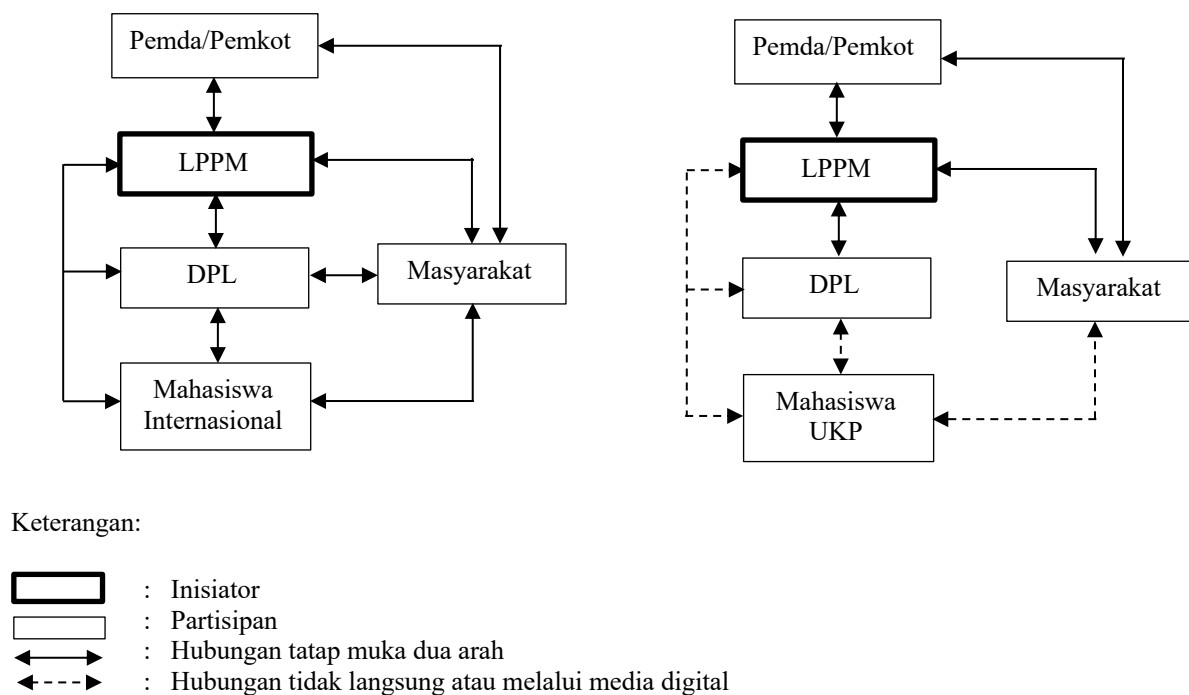 Pemda/Pemkot
LPPM
DPL
Masyarakat
Mahasiswa
Internasional
Pemda/Pemkot
LPPM
DPL
Masyarakat
Mahasiswa
UKP
Keterangan:
: Inisiator
: Partisipan
: Hubungan tatap muka dua arah
: Hubungan tidak langsung atau melalui media digital